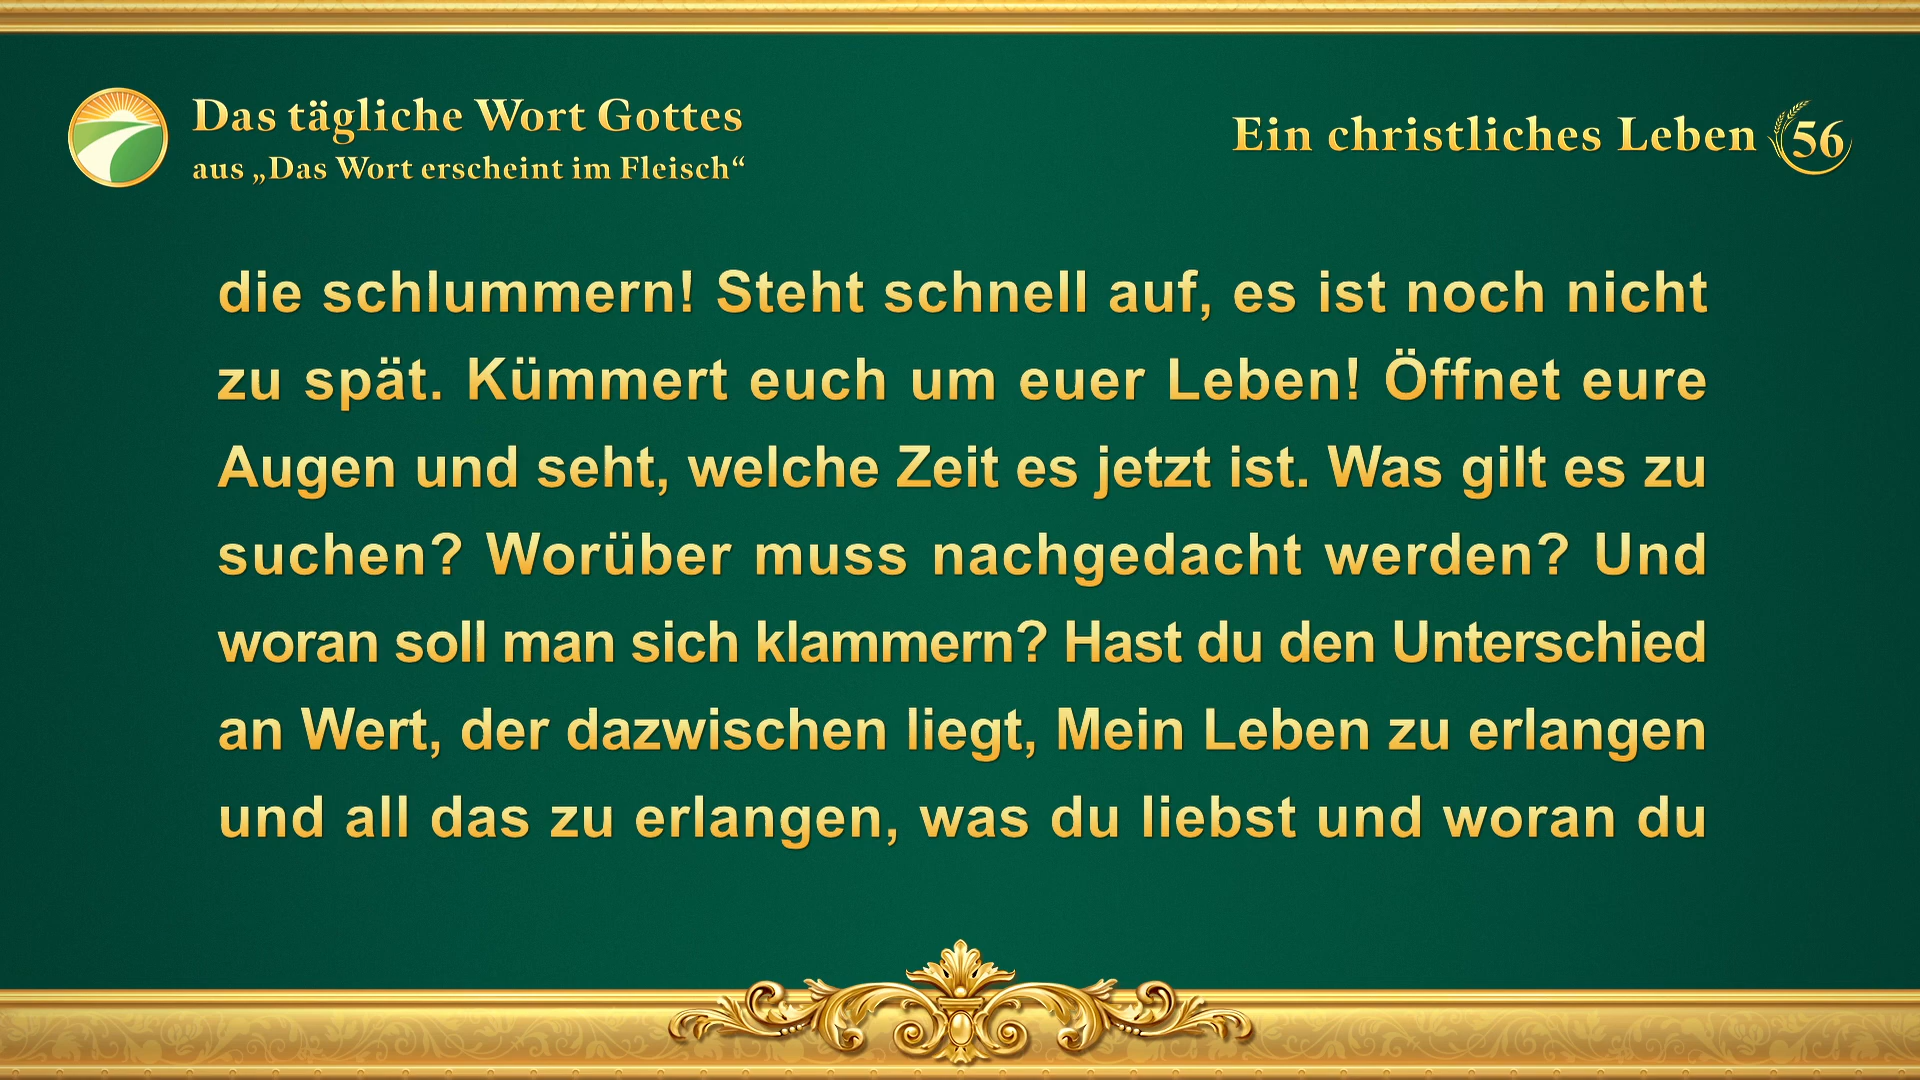 Das tägliche Wort Gottes
aus „Das Wort erscheint im Fleisch“
Ein christliches Leben 56
die schlummern! Steht schnell auf, es ist noch nicht
zu spät. Kümmert euch um euer Leben! Öffnet eure
Augen und seht, welche Zeit es jetzt ist. Was gilt es zu
suchen? Worüber muss nachgedacht werden? Und
woran soll man sich klammern? Hast du den Unterschied
an Wert, der dazwischen liegt, Mein Leben zu erlangen
und all das zu erlangen, was du liebst und woran du